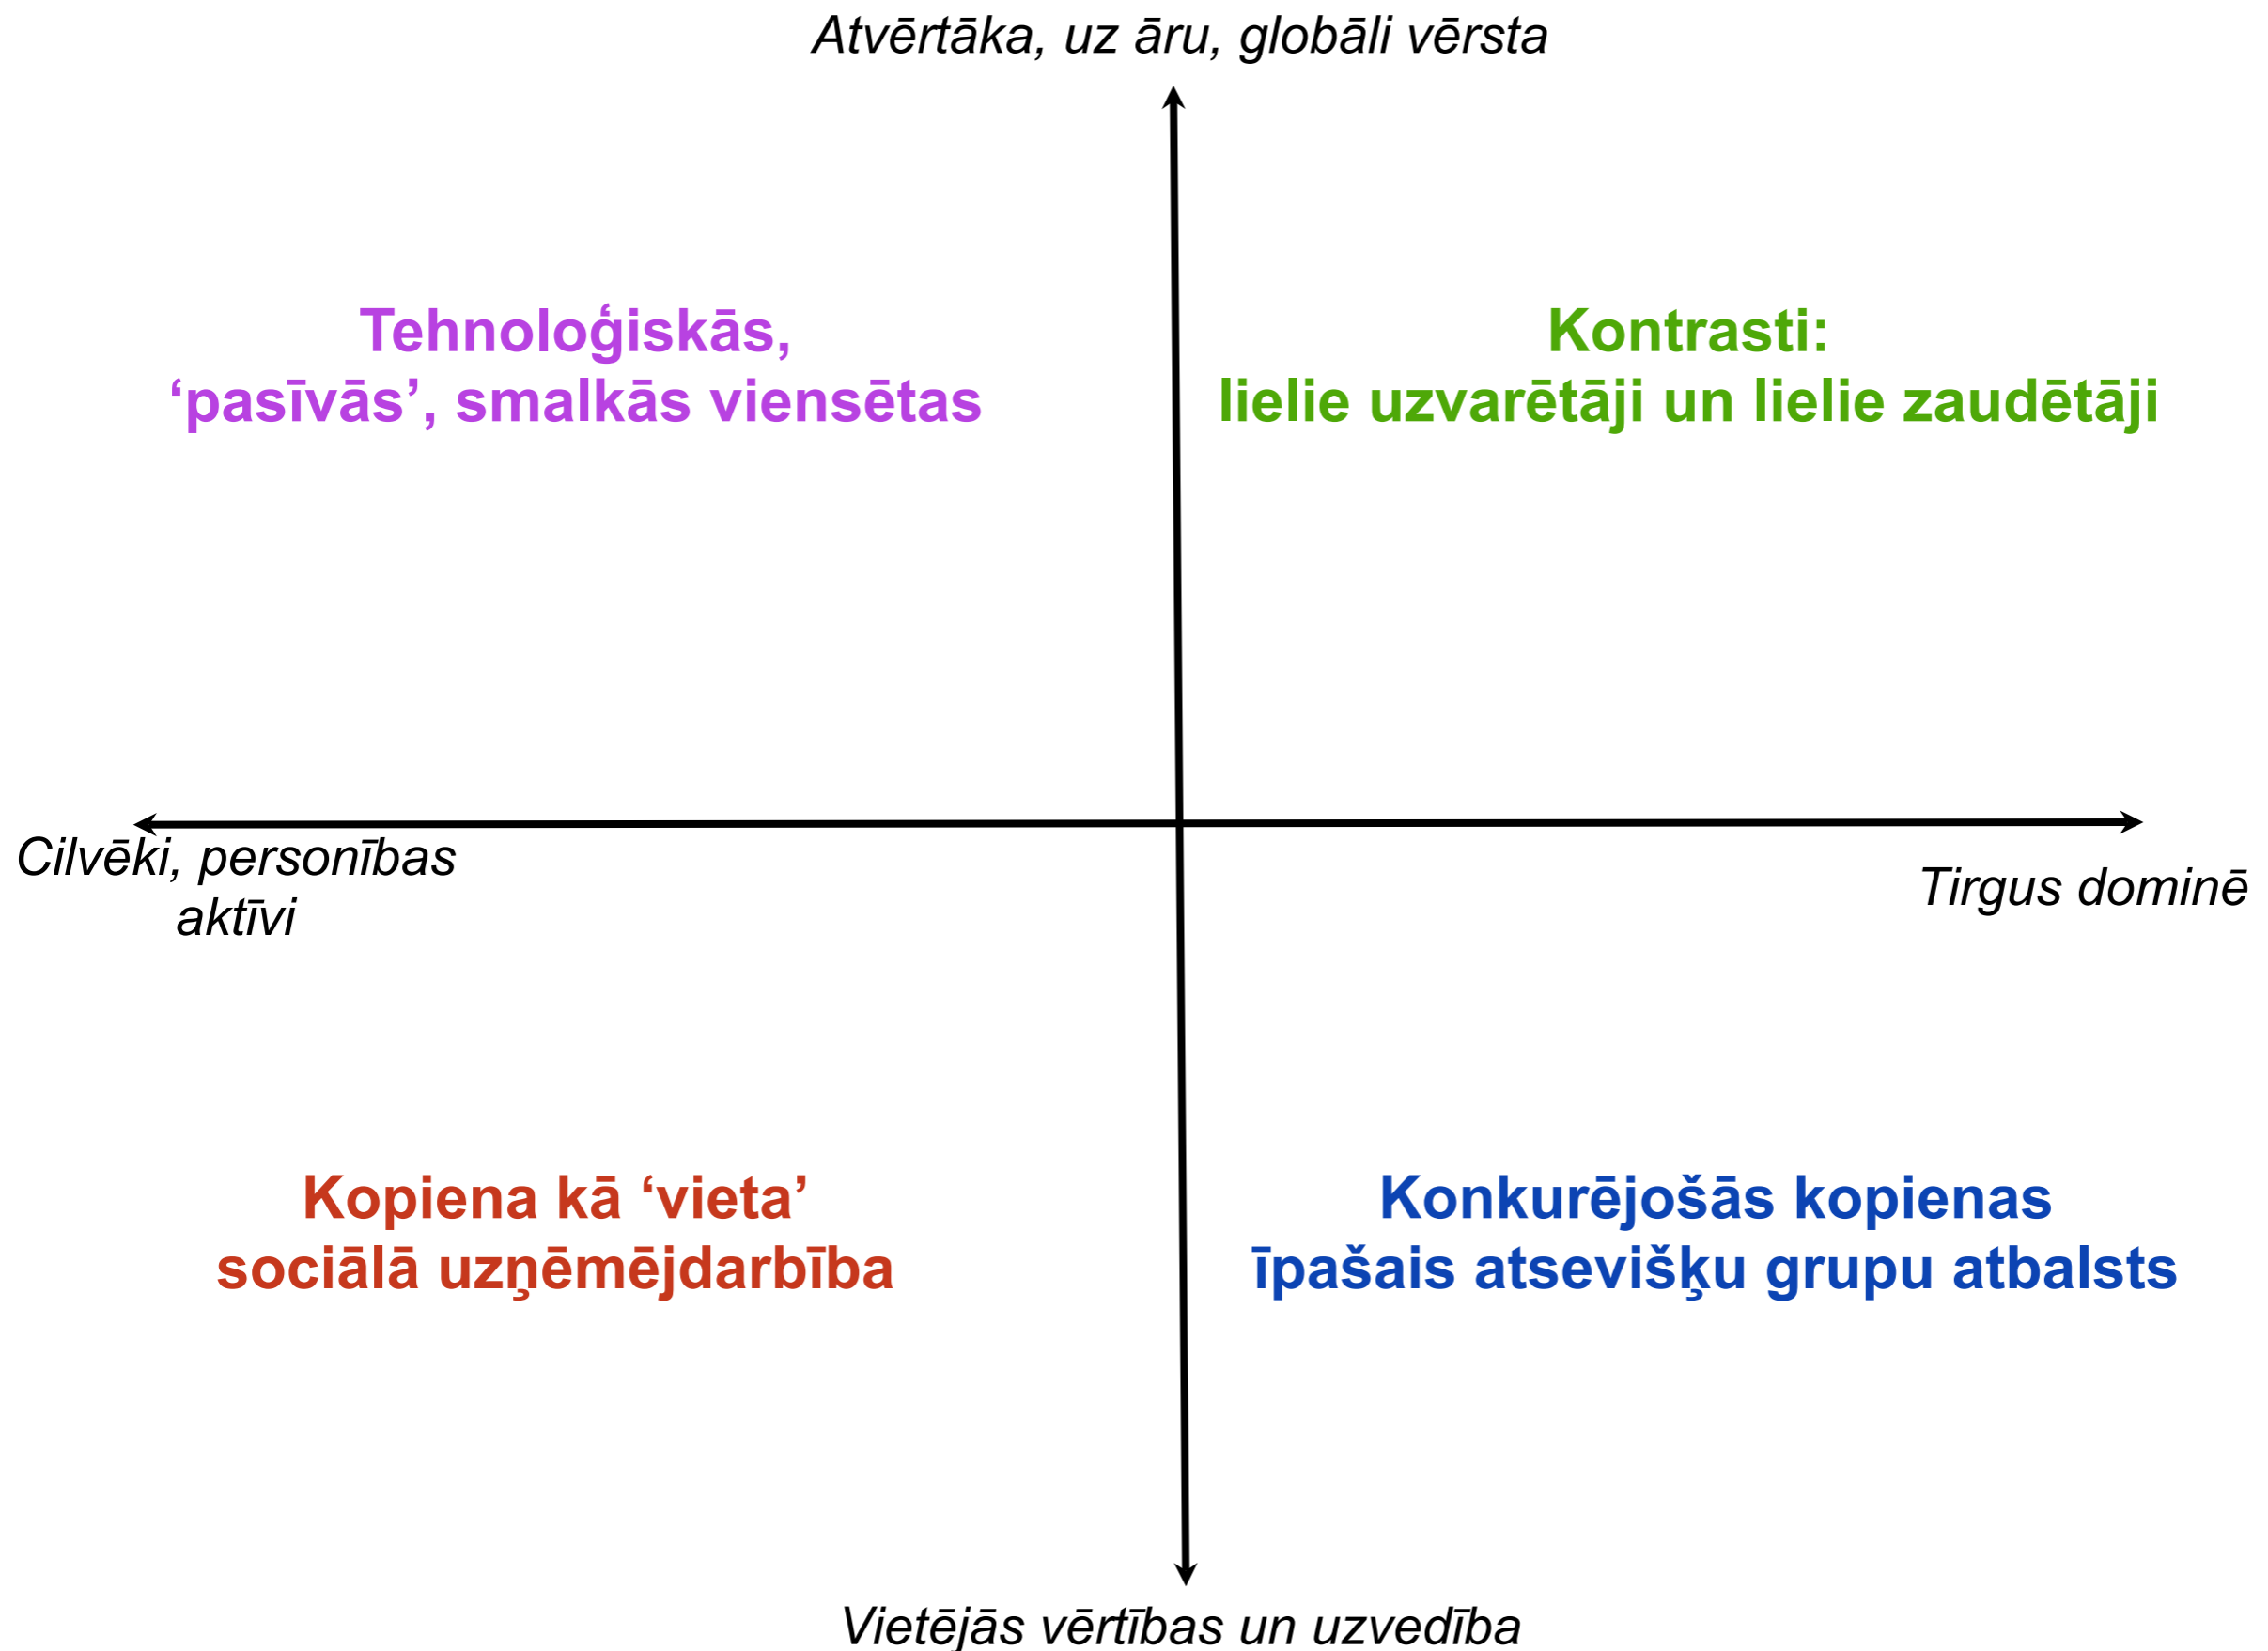 Atvērtāka, uz āru, globāli vērsta
Tehnoloģiskās,
‘pasīvās’, smalkās viensētas
Kontrasti:
lielie uzvarētāji un lielie zaudētāji
Cilvēki, personības
aktīvi
Tirgus dominē
Kopiena kā ‘vieta’
sociālā uzņēmējdarbība
Konkurējošās kopienas
īpašais atsevišķu grupu atbalsts
Vietējās vērtības un uzvedība